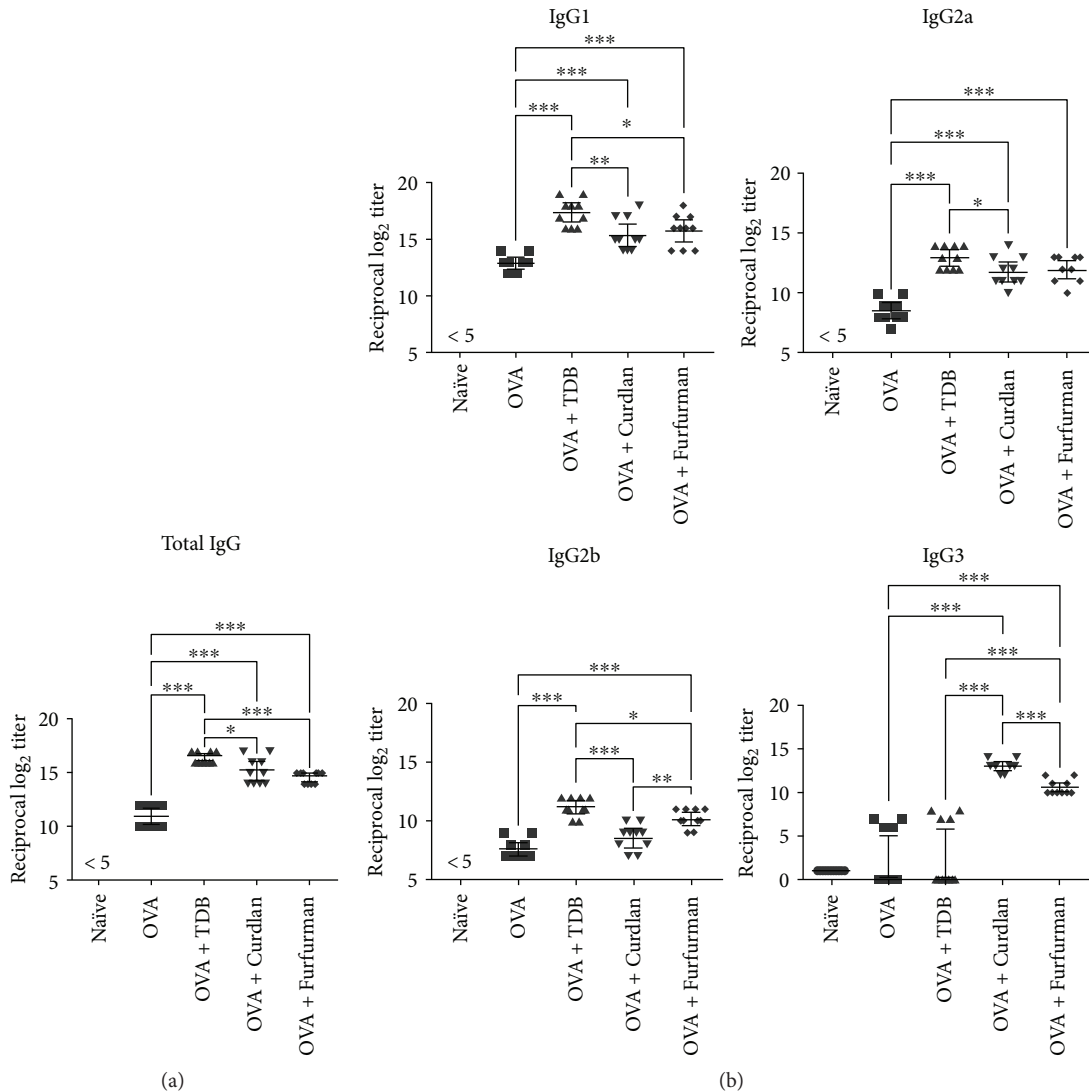 IgG1
Reciprocal log2 titer
20
15
10
5
< 5
***
***
***
*
**
Naïve
OVA
OVA + TDB
OVA + Curdlan
OVA + Furfurman
IgG2a
Reciprocal log2 titer
20
15
10
5
< 5
***
***
***
*
Naïve
OVA
OVA + TDB
OVA + Curdlan
OVA + Furfurman
Total IgG
Reciprocal log2 titer
20
15
10
5
< 5
***
***
***
***
*
Naïve
OVA
OVA + TDB
OVA + Curdlan
OVA + Furfurman
(a)
IgG2b
Reciprocal log2 titer
20
15
10
5
< 5
***
***
*
***
**
Naïve
OVA
OVA + TDB
OVA + Curdlan
OVA + Furfurman
IgG3
Reciprocal log2 titer
20
15
10
5
0
***
***
***
***
***
Naïve
OVA
OVA + TDB
OVA + Curdlan
OVA + Furfurman
(b)